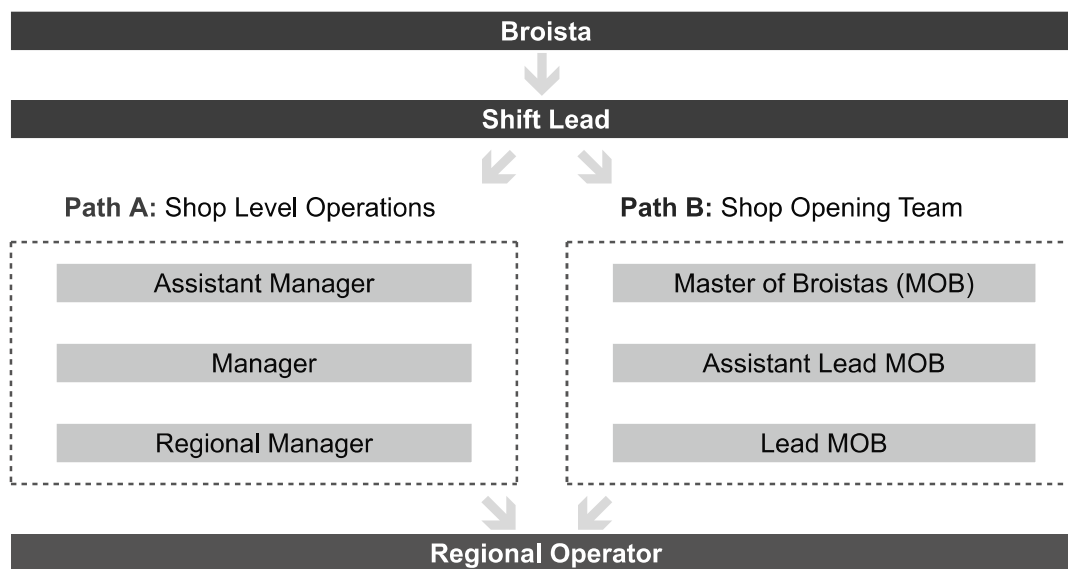 Broista
Shift Lead
Path A: Shop Level Operations
Assistant Manager
Manager
Regional Manager
Path B: Shop Opening Team
Master of Broistas (MOB)
Assistant Lead MOB
Lead MOB
Regional Operator